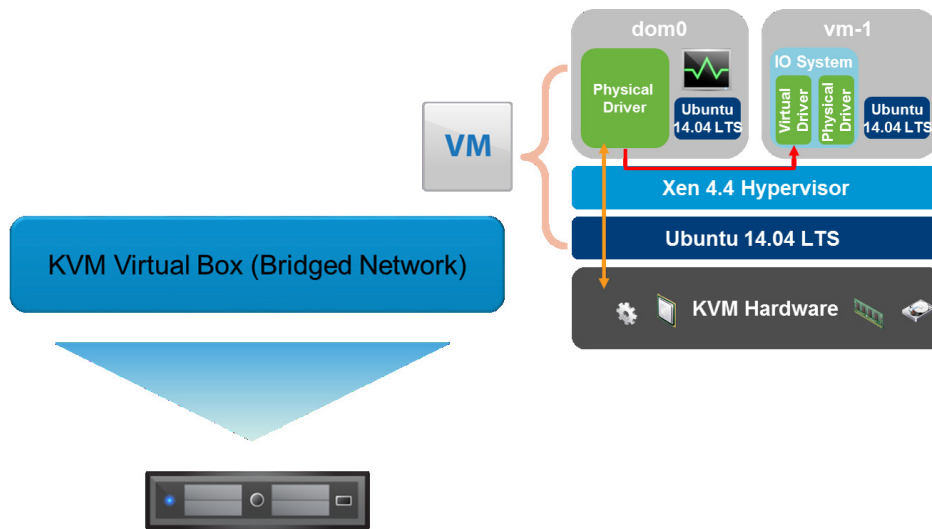 dom0
Physical
Driver
Ubuntu
14.04 LTS
vm-1
IO System
Virtual
Driver
Physical
Driver
Ubuntu
14.04 LTS
VM
Xen 4.4 Hypervisor
Ubuntu 14.04 LTS
KVM Virtual Box (Bridged Network)
KVM Hardware